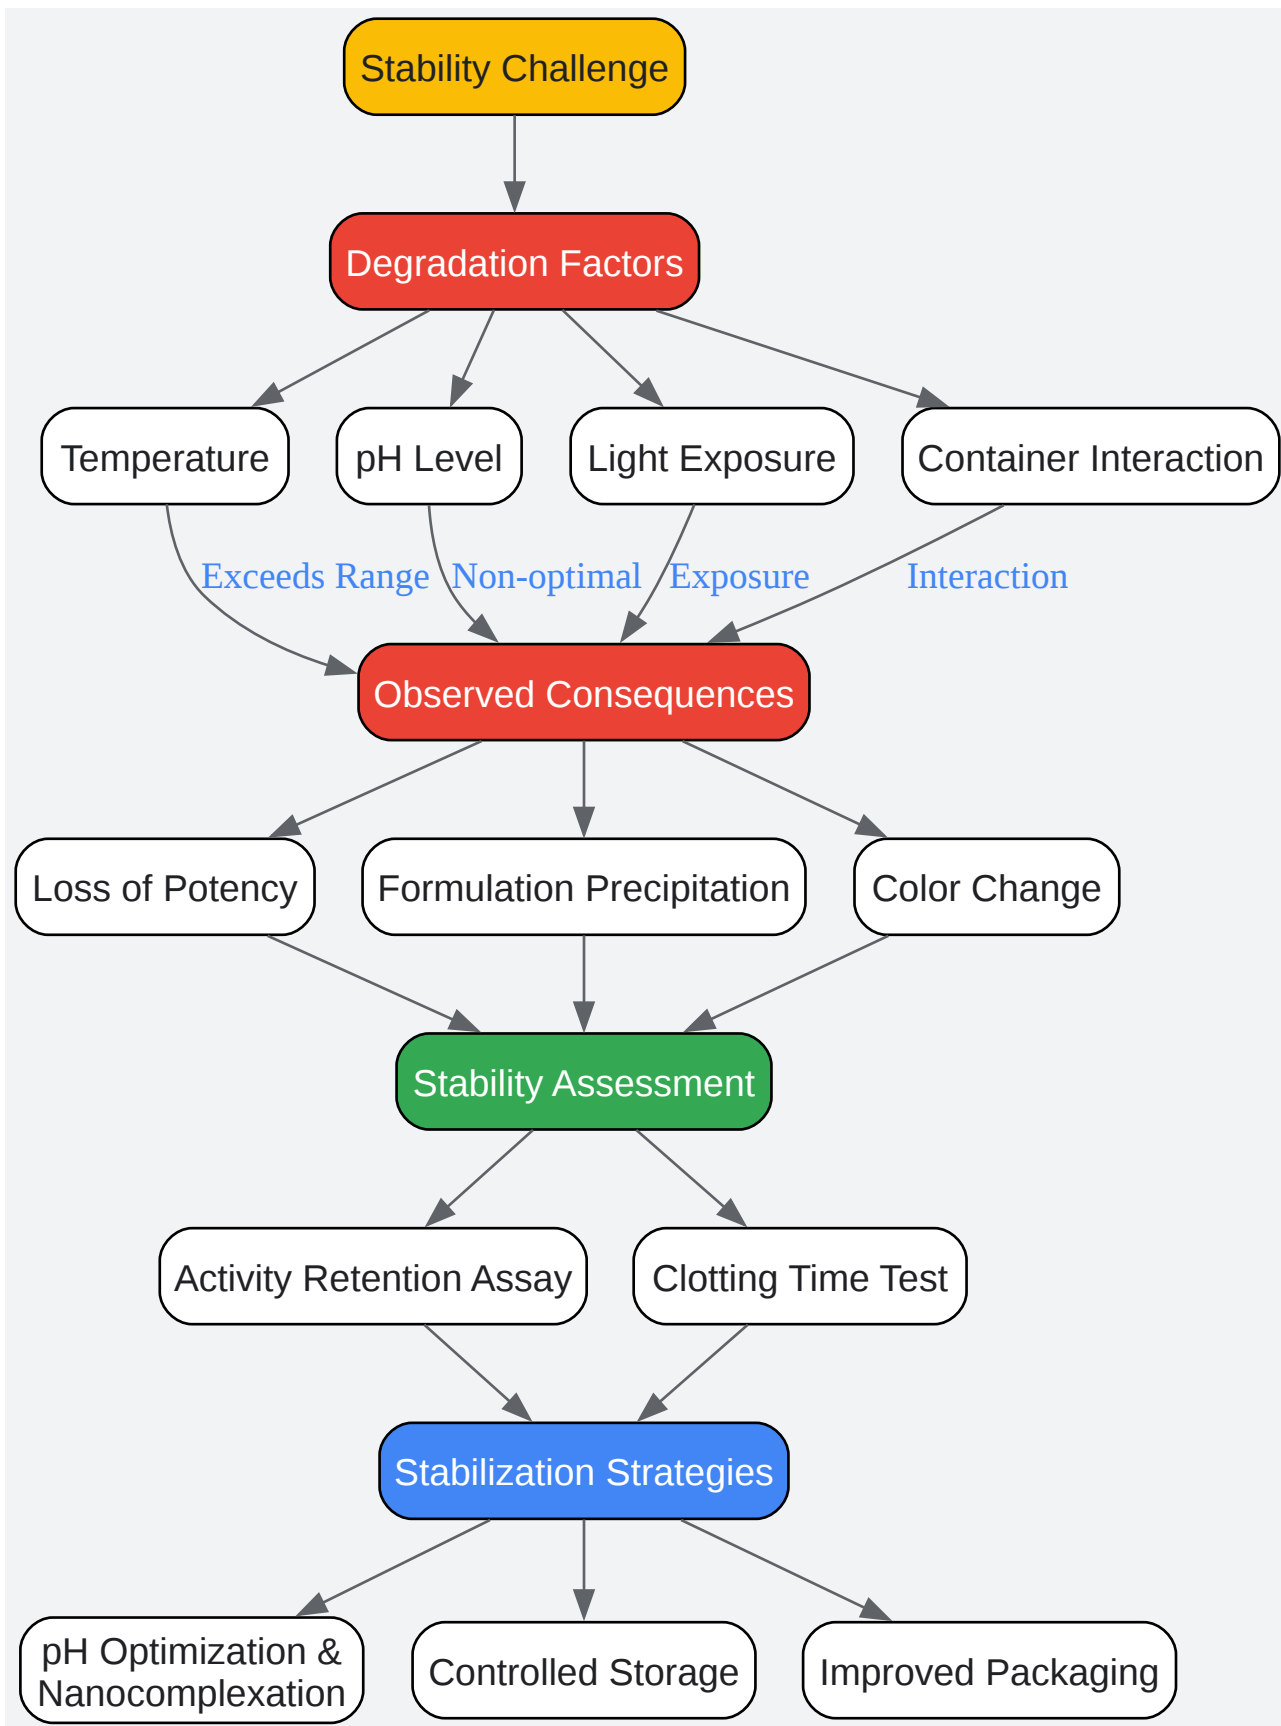 Stability Challenge
Degradation Factors
Temperature
pH Level
Light Exposure
Container Interaction
Exceeds Range
Non-optimal
Exposure
Interaction
Observed Consequences
Loss of Potency
Formulation Precipitation
Color Change
Stability Assessment
Activity Retention Assay
Clotting Time Test
Stabilization Strategies
pH Optimization &
Nanocomplexation
Controlled Storage
Improved Packaging